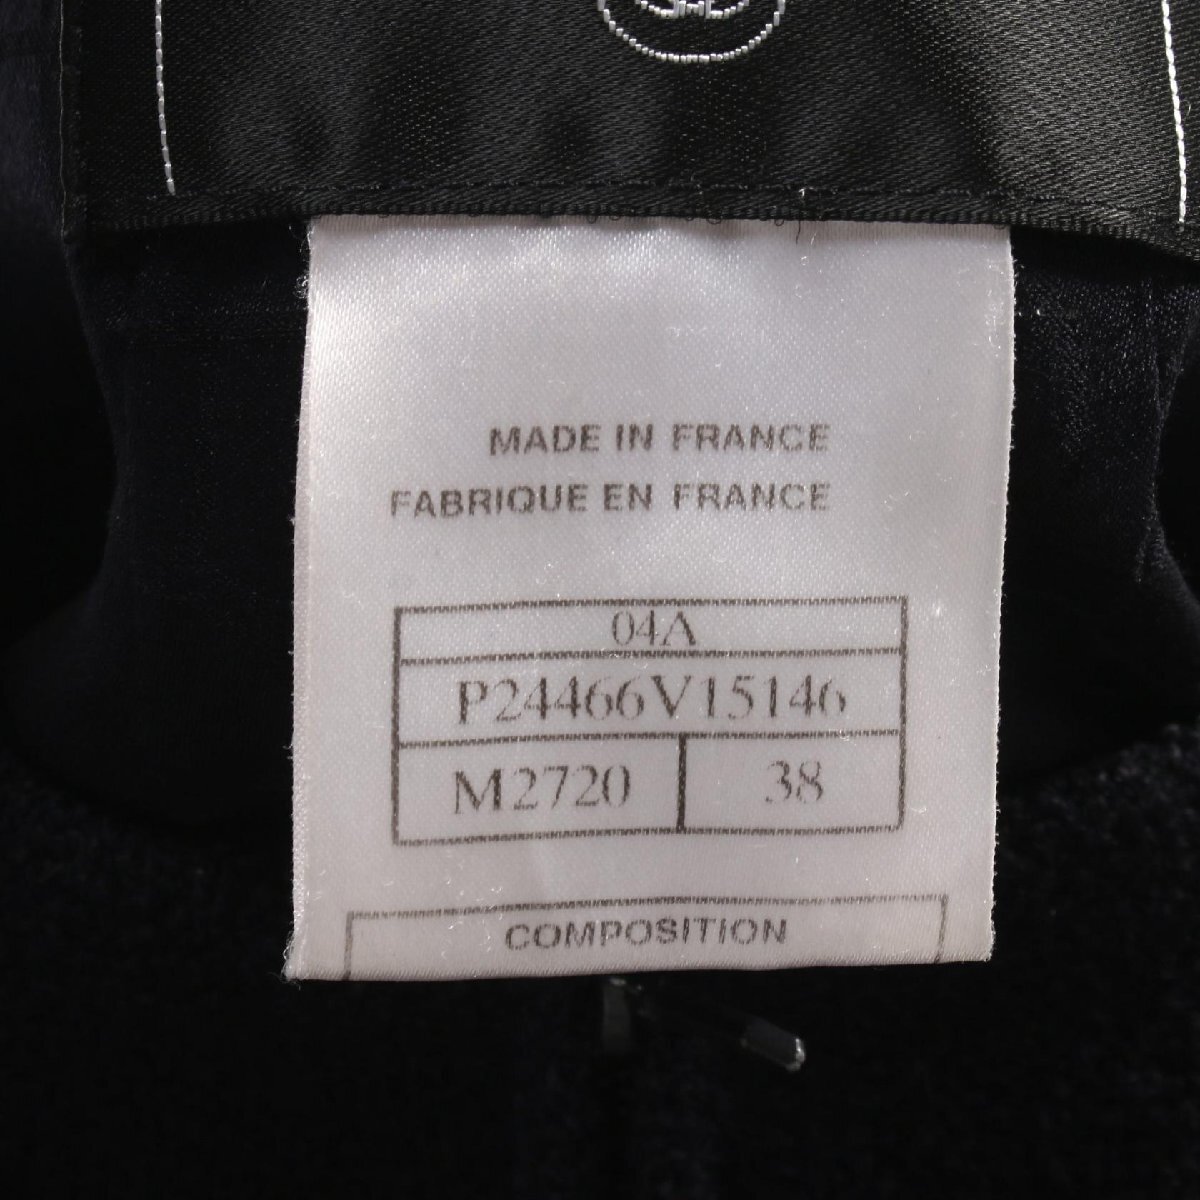 MADE IN FRANCE
FABRIQUE EN FRANCE
04A
P24466V15146
M2720 38
COMPOSITION